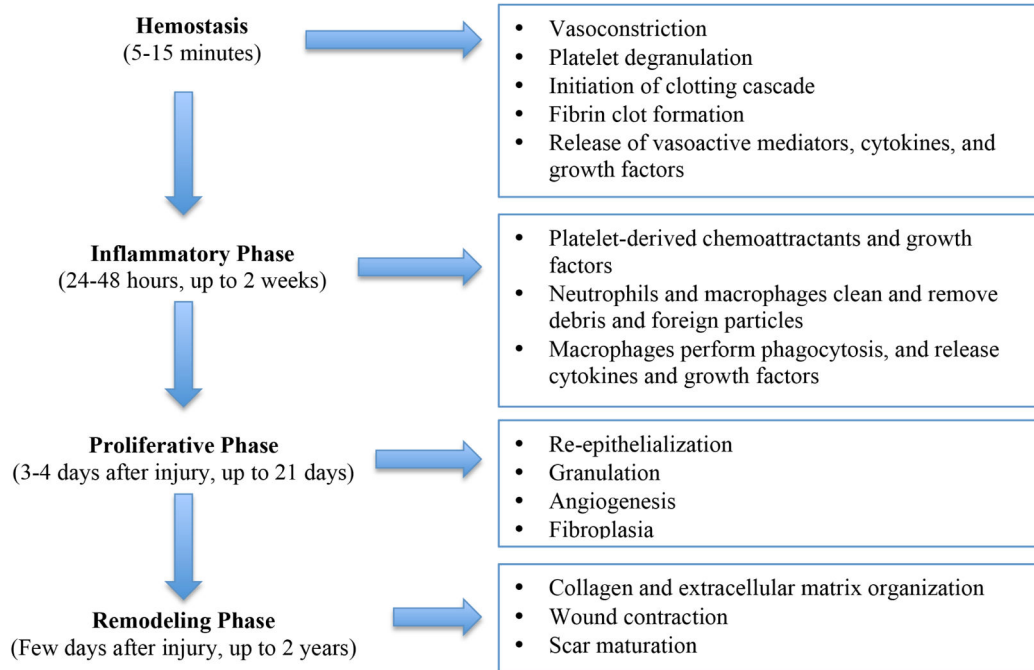 Hemostasis
(5-15 minutes)
• Vasoconstriction
• Platelet degranulation
• Initiation of clotting cascade
• Fibrin clot formation
• Release of vasoactive mediators, cytokines, and
growth factors
Inflammatory Phase
(24-48 hours, up to 2 weeks)
• Platelet-derived chemoattractants and growth
factors
• Neutrophils and macrophages clean and remove
debris and foreign particles
• Macrophages perform phagocytosis, and release
cytokines and growth factors
Proliferative Phase
(3-4 days after injury, up to 21 days)
• Re-epithelialization
• Granulation
• Angiogenesis
• Fibroplasia
Remodeling Phase
(Few days after injury, up to 2 years)
• Collagen and extracellular matrix organization
• Wound contraction
• Scar maturation